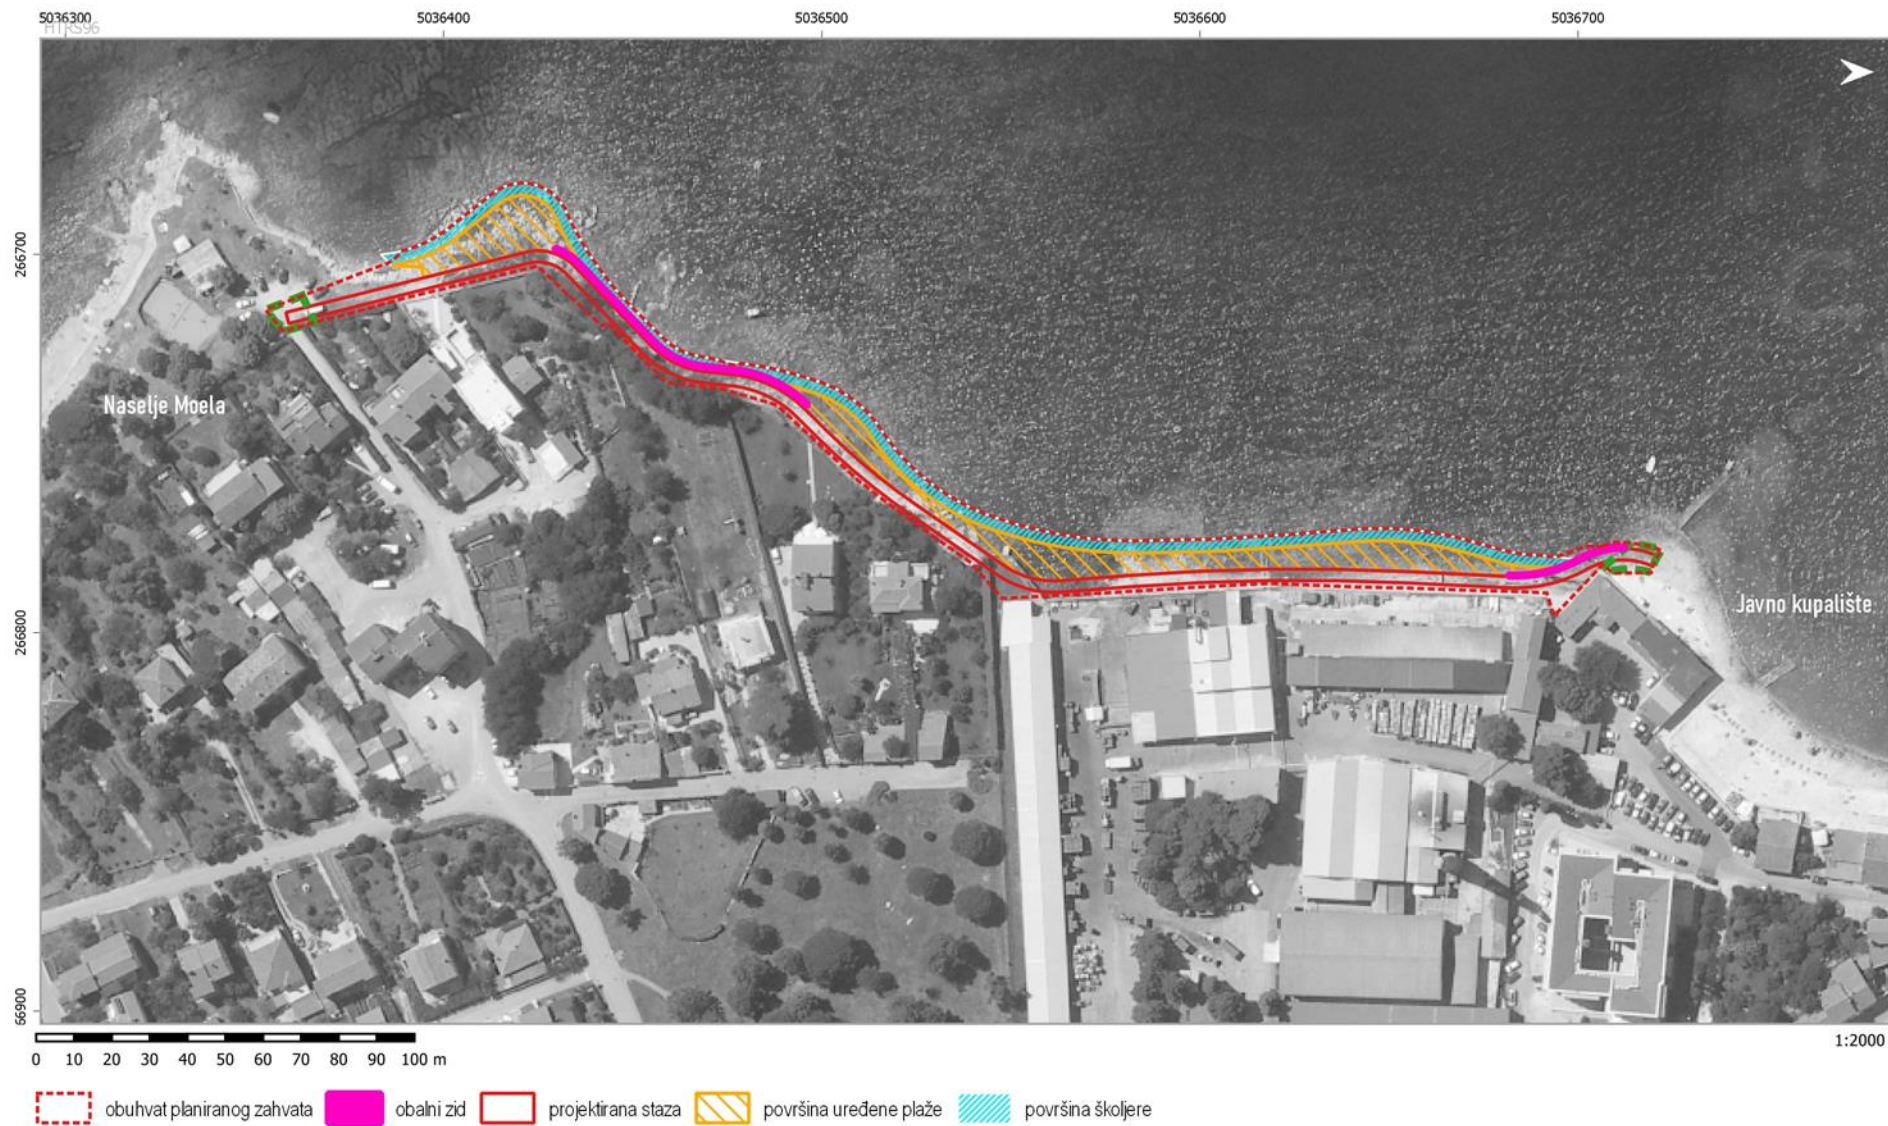 5036300 5036400 5036500 5036600 5036700
HTRS96
266700
Naselje Moela
266800
Javno kupalište
66900
0 10 20 30 40 50 60 70 80 90 100 m
1:2000
obuhvat planiranog zahvata obalni zid projektirana staza površina uređene plaže površina školjere